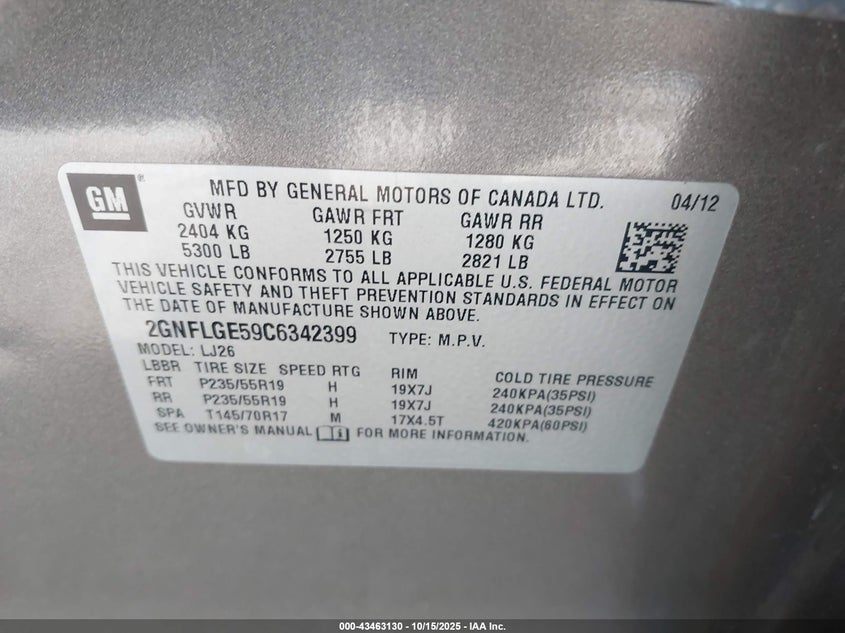 GM ® MFD BY GENERAL MOTORS OF CANADA LTD. 04/12
GVWR GAWR FRT GAWR RR
2404 KG 1250 KG 1280 KG
5300 LB 2755 LB 2821 LB
THIS VEHICLE CONFORMS TO ALL APPLICABLE U.S. FEDERAL MOTOR
VEHICLE SAFETY AND THEFT PREVENTION STANDARDS IN EFFECT ON
THE DATE OF MANUFACTURE SHOWN ABOVE.
2GNFLGE59C6342399 TYPE: M.P.V.
MODEL: LJ26
LBBR TIRE SIZE SPEED RTG RIM COLD TIRE PRESSURE
FRT P235/55R19 H 19X7J 240KPA(35PSI)
RR P235/55R19 H 19X7J 240KPA(35PSI)
SPA T145/70R17 M 17X4.5T 420KPA(60PSI)
SEE OWNER'S MANUAL FOR MORE INFORMATION.
000-43463130 - 10/15/2025 - IAA Inc.